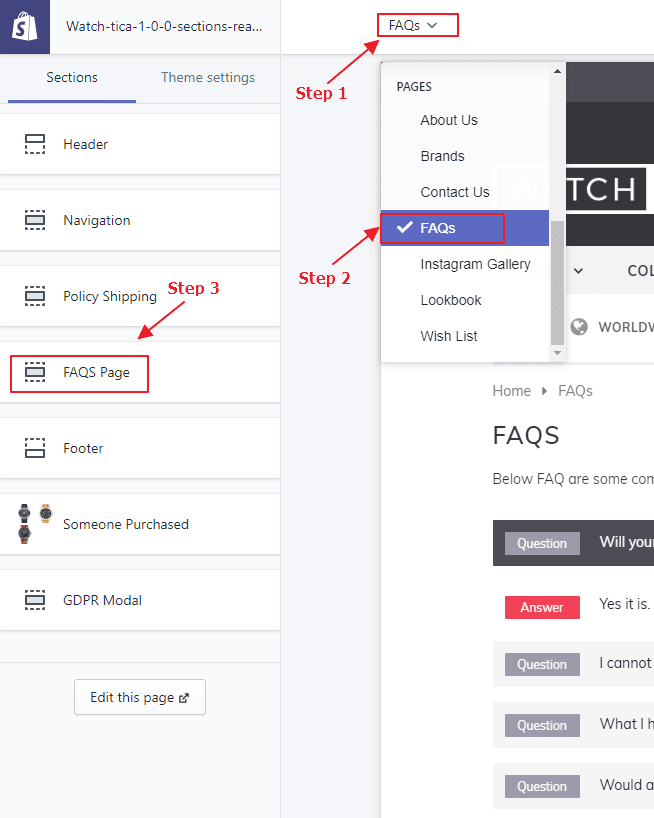 Watch-tica-1-0-0-sections-rea...
FAQs
Sections
Theme settings
Step 1
PAGES
About Us
Brands
Contact Us
FAQs
Instagram Gallery
Lookbook
Wish List
Step 2
Header
Navigation
Policy Shipping
Step 3
FAQS Page
Footer
Someone Purchased
GDPR Modal
Edit this page
WATCH
COL
WORLDW
Home FAQs
FAQS
Below FAQ are some com
Question Will your
Answer Yes it is.
Question I cannot
Question What I h
Question Would a